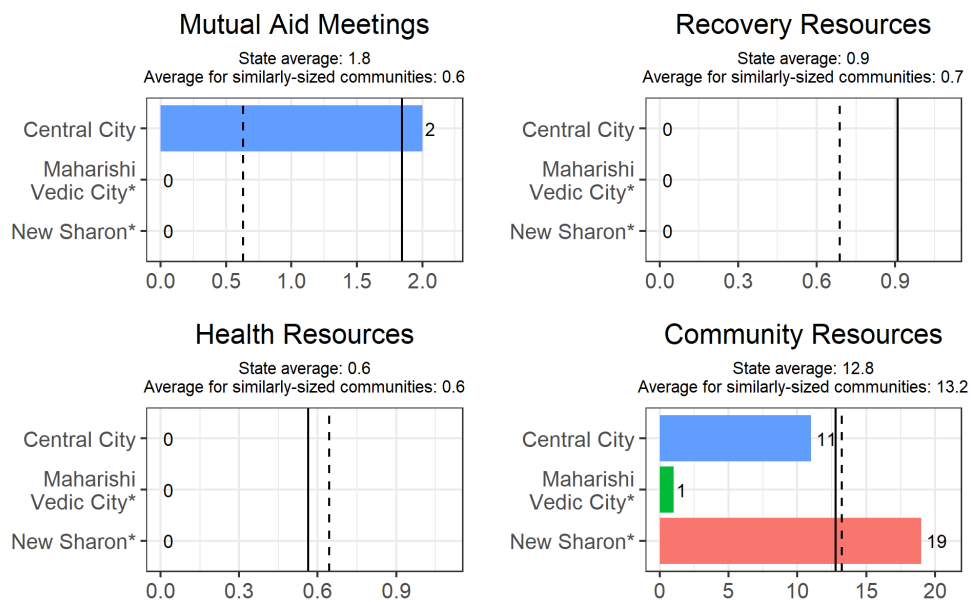 Mutual Aid Meetings
State average: 1.8
Average for similarly-sized communities: 0.6
Central City
2
Maharishi
Vedic City*
0
New Sharon*
0
0.0 0.5 1.0 1.5 2.0
Recovery Resources
State average: 0.9
Average for similarly-sized communities: 0.7
Central City
0
Maharishi
Vedic City*
0
New Sharon*
0
0.0 0.3 0.6 0.9
Health Resources
State average: 0.6
Average for similarly-sized communities: 0.6
Central City
0
Maharishi
Vedic City*
0
New Sharon*
0
0.0 0.3 0.6 0.9
Community Resources
State average: 12.8
Average for similarly-sized communities: 13.2
Central City
11
Maharishi
Vedic City*
1
New Sharon*
19
0 5 10 15 20